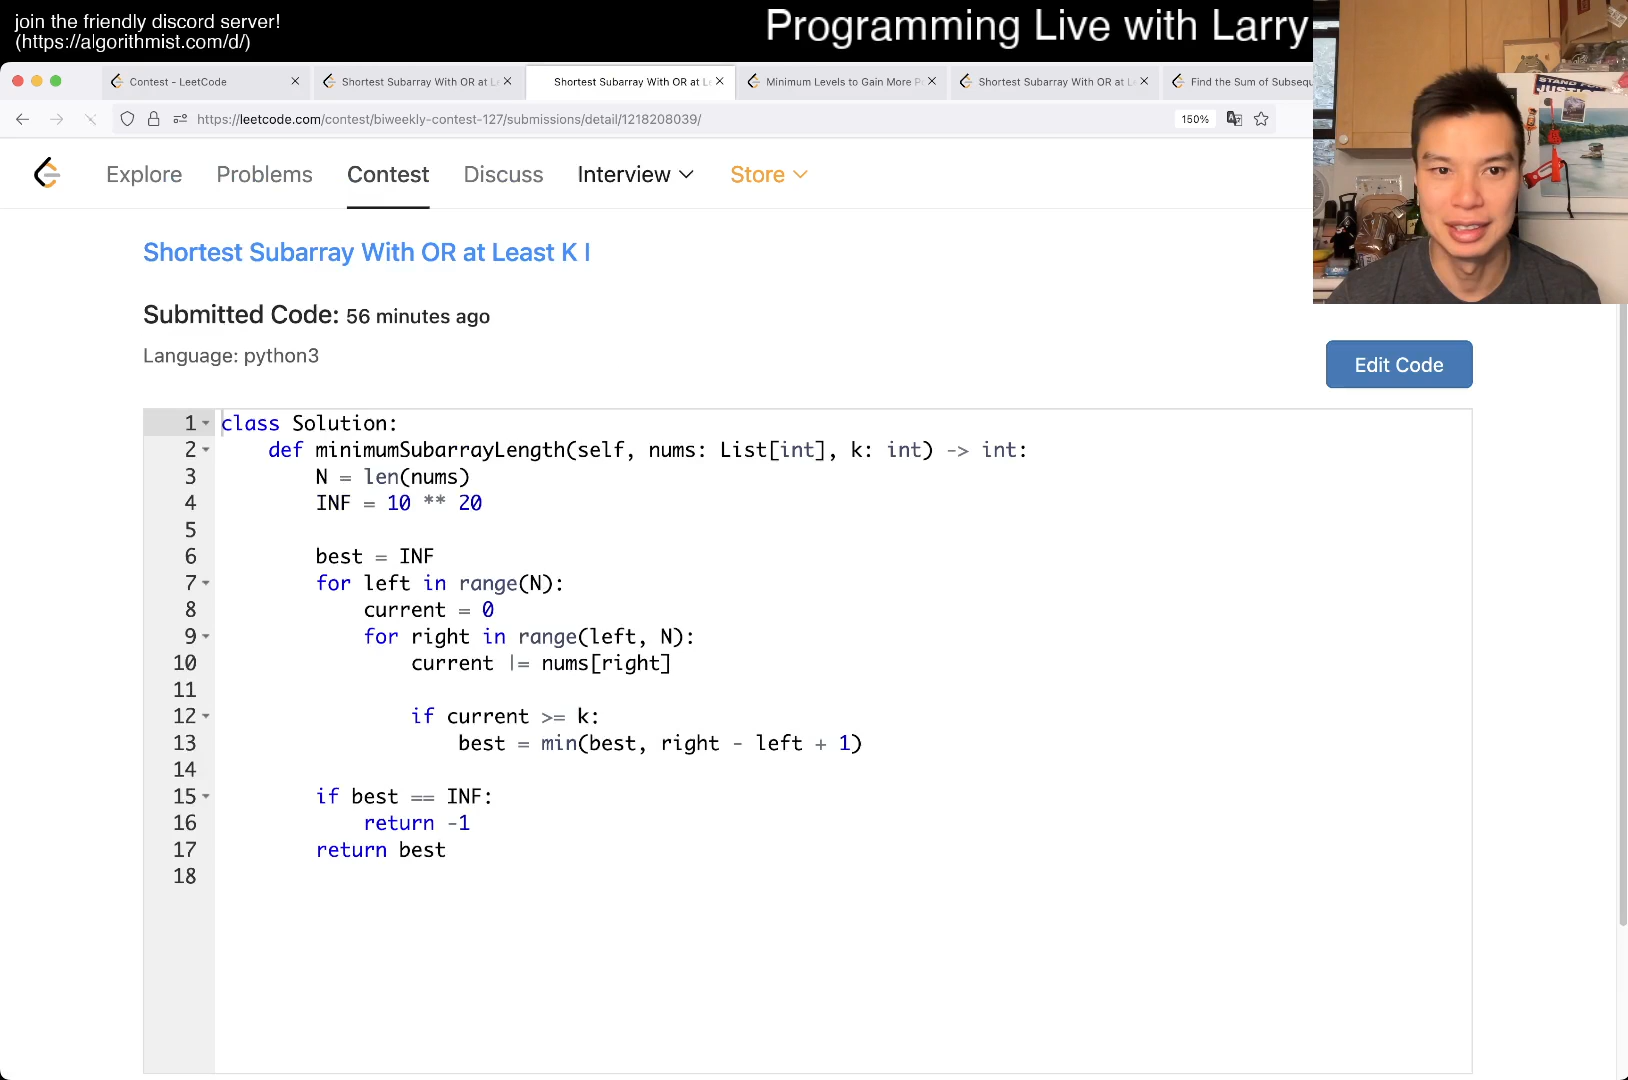 join the friendly discord server!
(https://algorithmist.com/d/)
Programming Live with Larry
Contest - LeetCode
Shortest Subarray With OR at Le
Shortest Subarray With OR at Le
Minimum Levels to Gain More P
Shortest Subarray With OR at L
Find the Sum of Subsequ
https://leetcode.com/contest/biweekly-contest-127/submissions/detail/1218208039/
150%
Explore
Problems
Contest
Discuss
Interview
Store
Shortest Subarray With OR at Least K I
Submitted Code: 56 minutes ago
Language: python3
Edit Code
1 class Solution:
2 def minimumSubarrayLength(self, nums: List[int], k: int) -> int:
3 N = len(nums)
4 INF = 10 ** 20
5
6 best = INF
7 for left in range(N):
8 current = 0
9 for right in range(left, N):
10 current |= nums[right]
11
12 if current >= k:
13 best = min(best, right - left + 1)
14
15 if best == INF:
16 return -1
17 return best
18